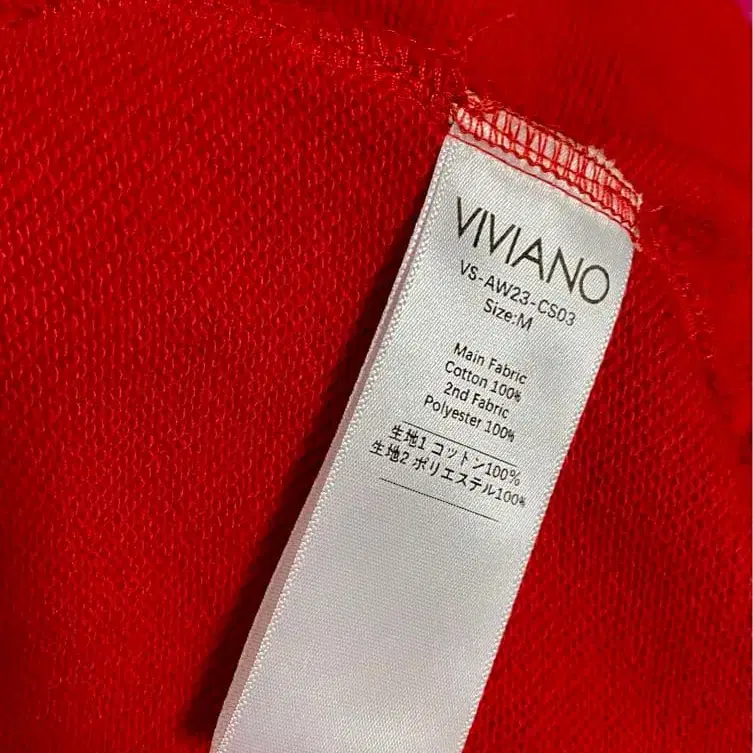 VIVIANO
VS-AW23-CS03
Size:M
Main Fabric
Cotton 100%
2nd Fabric
Polyester 100%
生地1 コットン100%
生地2 ポリエステル100%